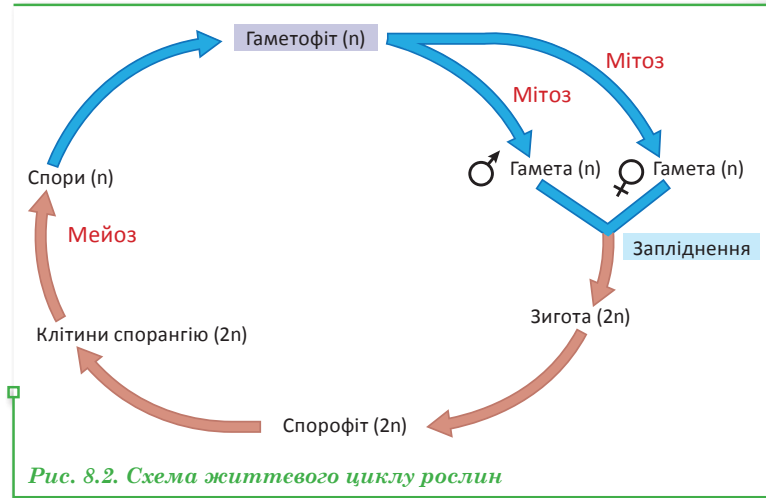 Гаметофіт (n)
Мітоз
Мітоз
♂ Гамета (n)
♀ Гамета (n)
Спори (n)
Мейоз
Запліднення
Зигота (2n)
Клітини спорангію (2n)
Спорофіт (2n)
Рис. 8.2. Схема життєвого циклу рослин